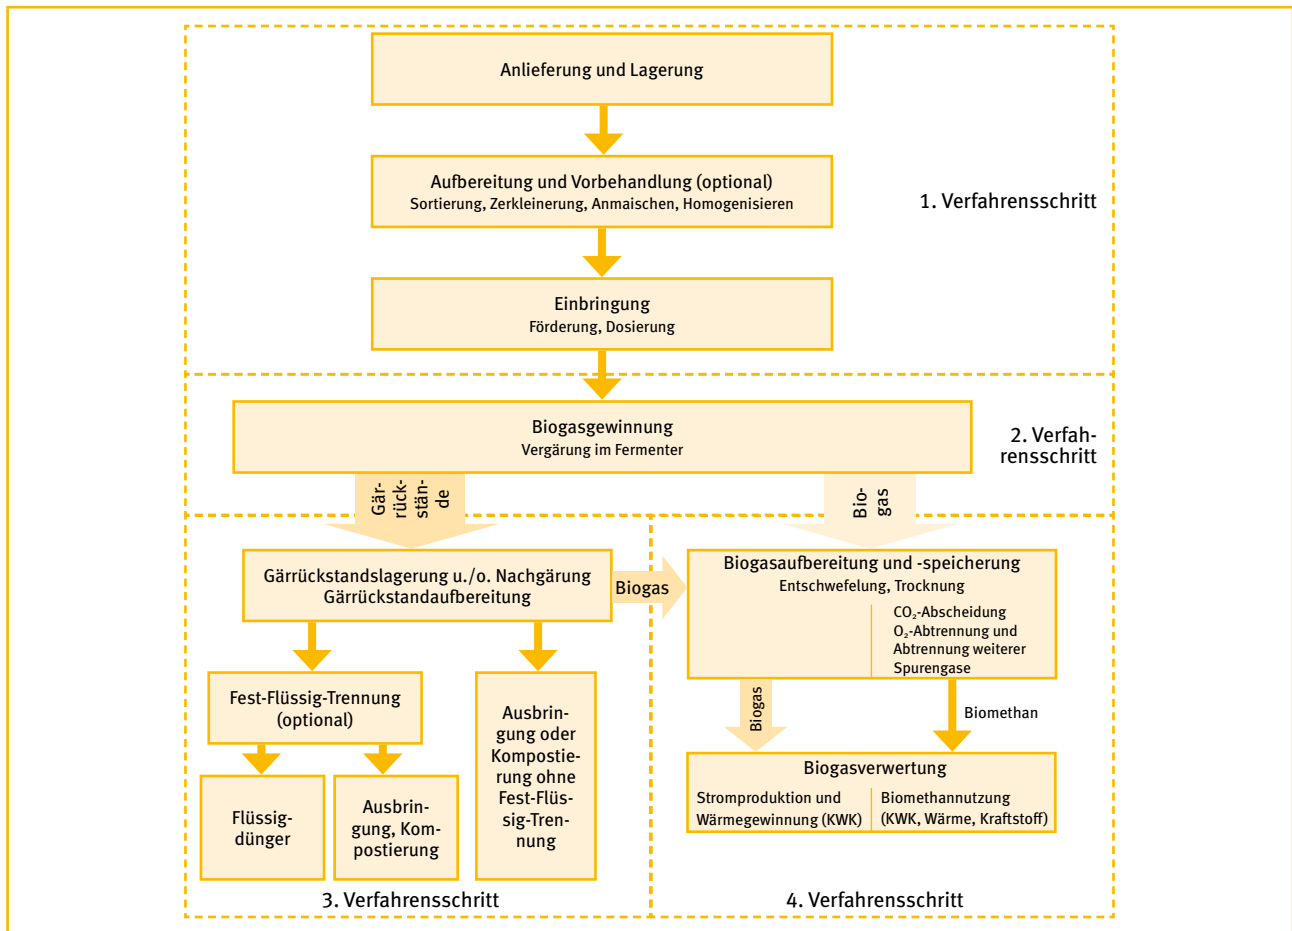 Anlieferung und Lagerung
Aufbereitung und Vorbehandlung (optional)
Sortierung, Zerkleinerung, Anmaischen, Homogenisieren
1. Verfahrensschritt
Einbringung
Förderung, Dosierung
Biogasgewinnung
Vergärung im Fermenter
2. Verfah-
rensschritt
Gär-
rück-
stän-
de
Bio-
gas
Gärrückstandslagerung u./o. Nachgärung
Gärrückstandaufbereitung
Biogas
Biogasaufbereitung und -speicherung
Entschwefelung, Trocknung
CO₂-Abscheidung
O₂-Abtrennung und
Abtrennung weiterer
Spurengase
Fest-Flüssig-Trennung
(optional)
Ausbrin-
gung oder
Kompostie-
rung ohne
Fest-Flüs-
sig-Tren-
nung
Biogas
Biomethan
Flüssig-
dünger
Ausbrin-
gung, Kom-
postierung
Biogasverwertung
Stromproduktion und
Wärmegewinnung (KWK)
Biomethannutzung
(KWK, Wärme, Kraftstoff)
3. Verfahrensschritt
4. Verfahrensschritt